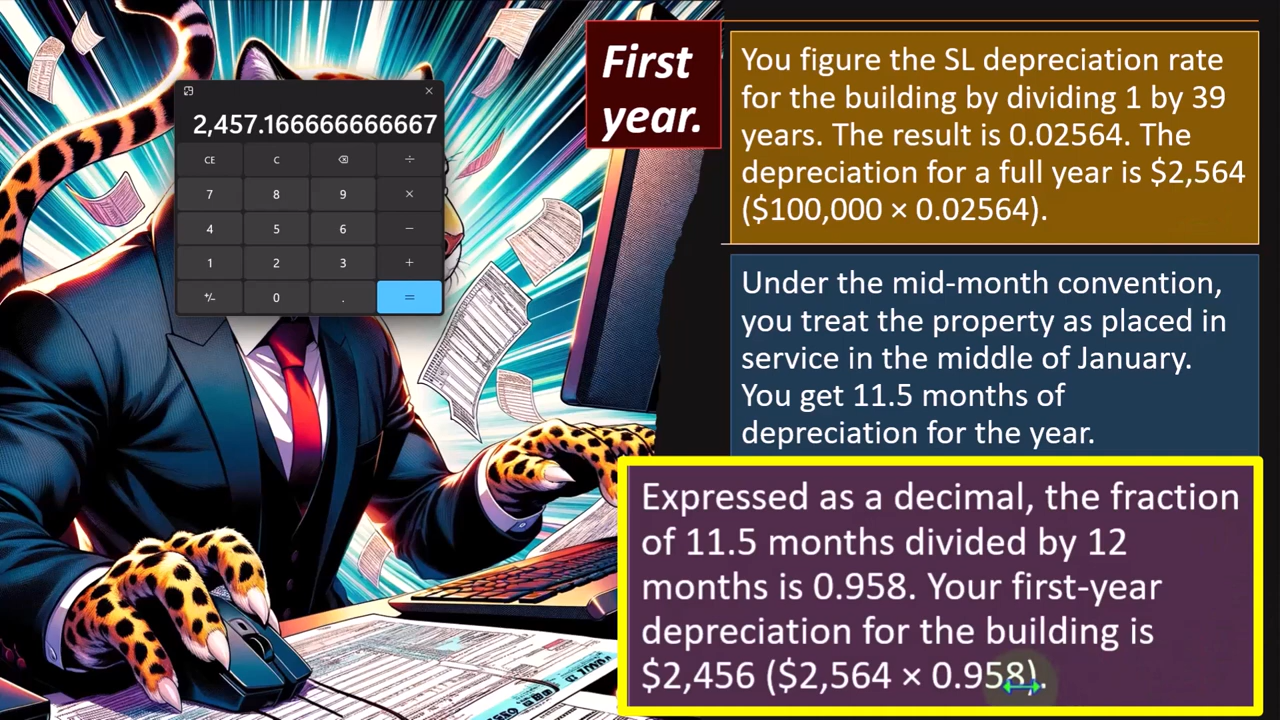 First
year.
You figure the SL depreciation rate
for the building by dividing 1 by 39
years. The result is 0.02564. The
depreciation for a full year is $2,564
($100,000 × 0.02564).
2,457.166666666667
CE C ⌫ ÷
7 8 9 ×
4 5 6 −
1 2 3 +
+/- 0 . =
Under the mid-month convention,
you treat the property as placed in
service in the middle of January.
You get 11.5 months of
depreciation for the year.
Expressed as a decimal, the fraction
of 11.5 months divided by 12
months is 0.958. Your first-year
depreciation for the building is
$2,456 ($2,564 × 0.958).